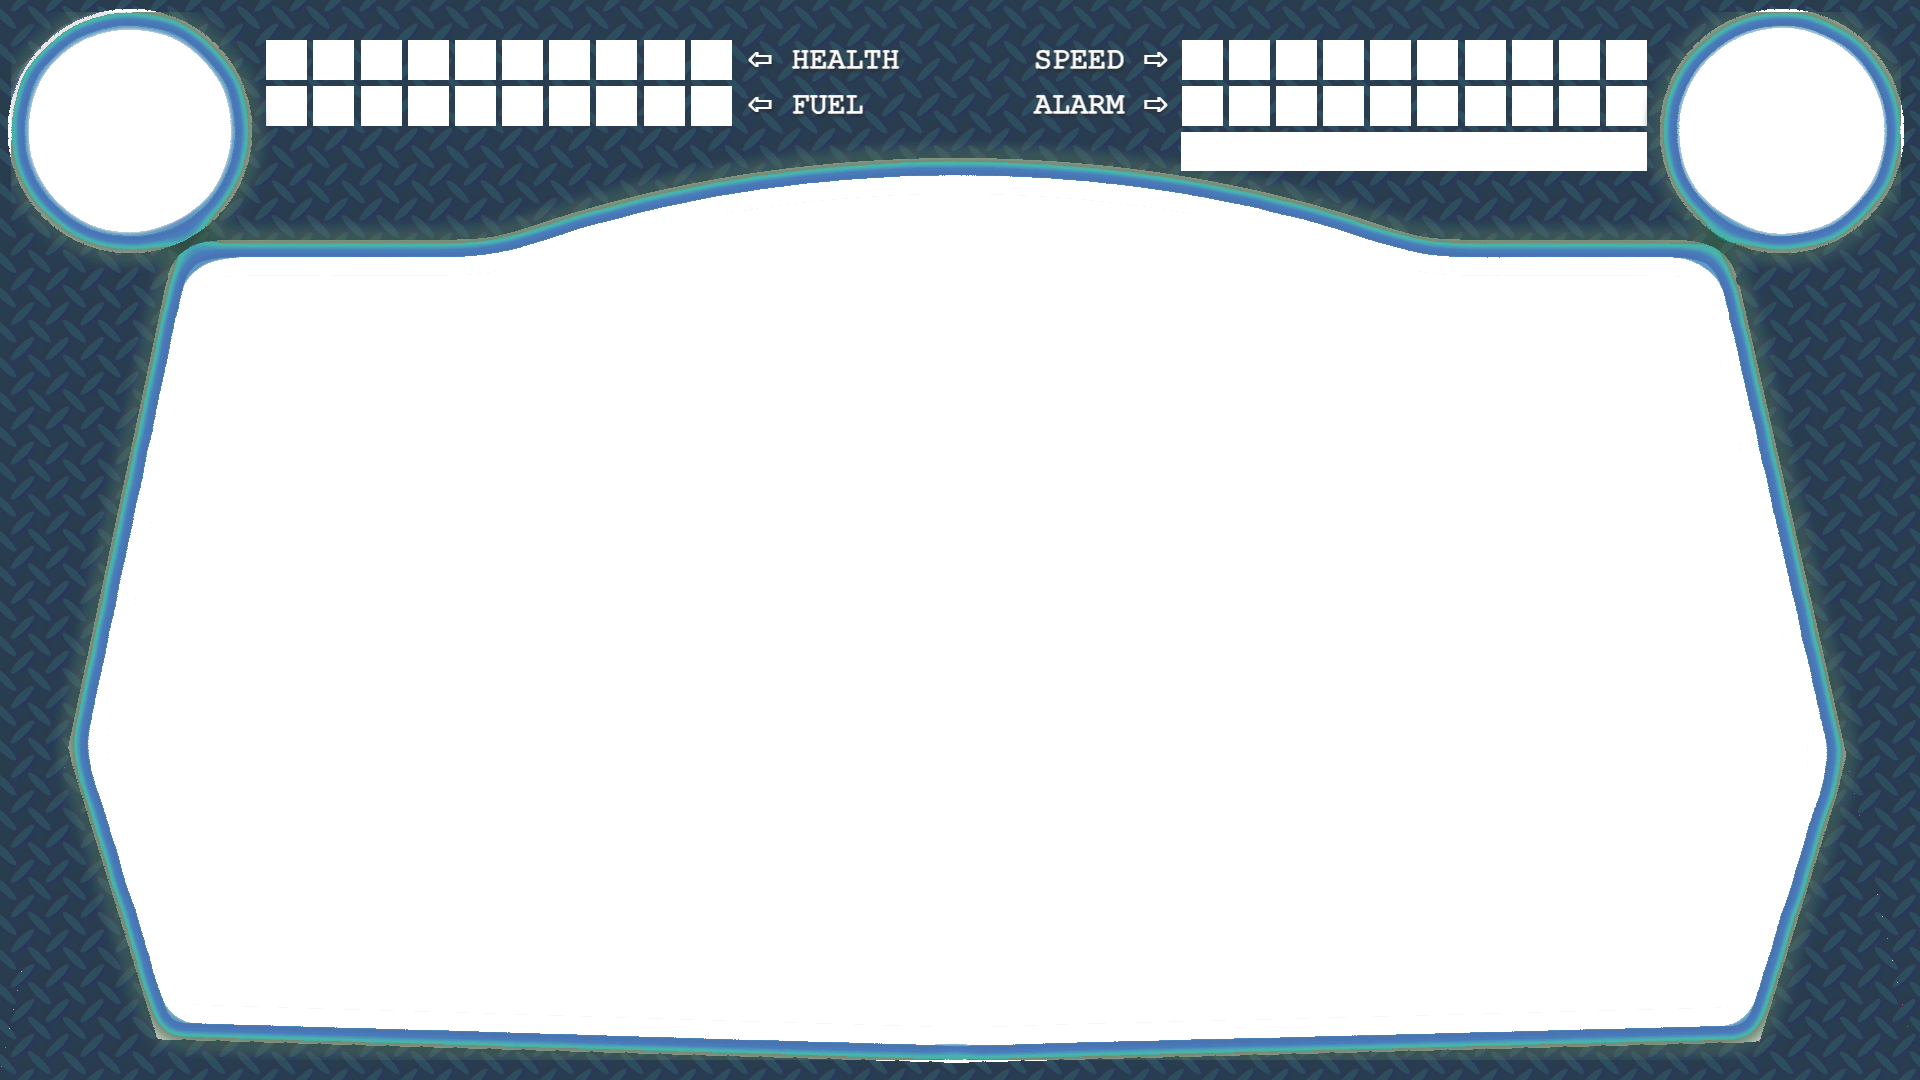 ⇦ HEALTH
⇦ FUEL
SPEED ⇨
ALARM ⇨